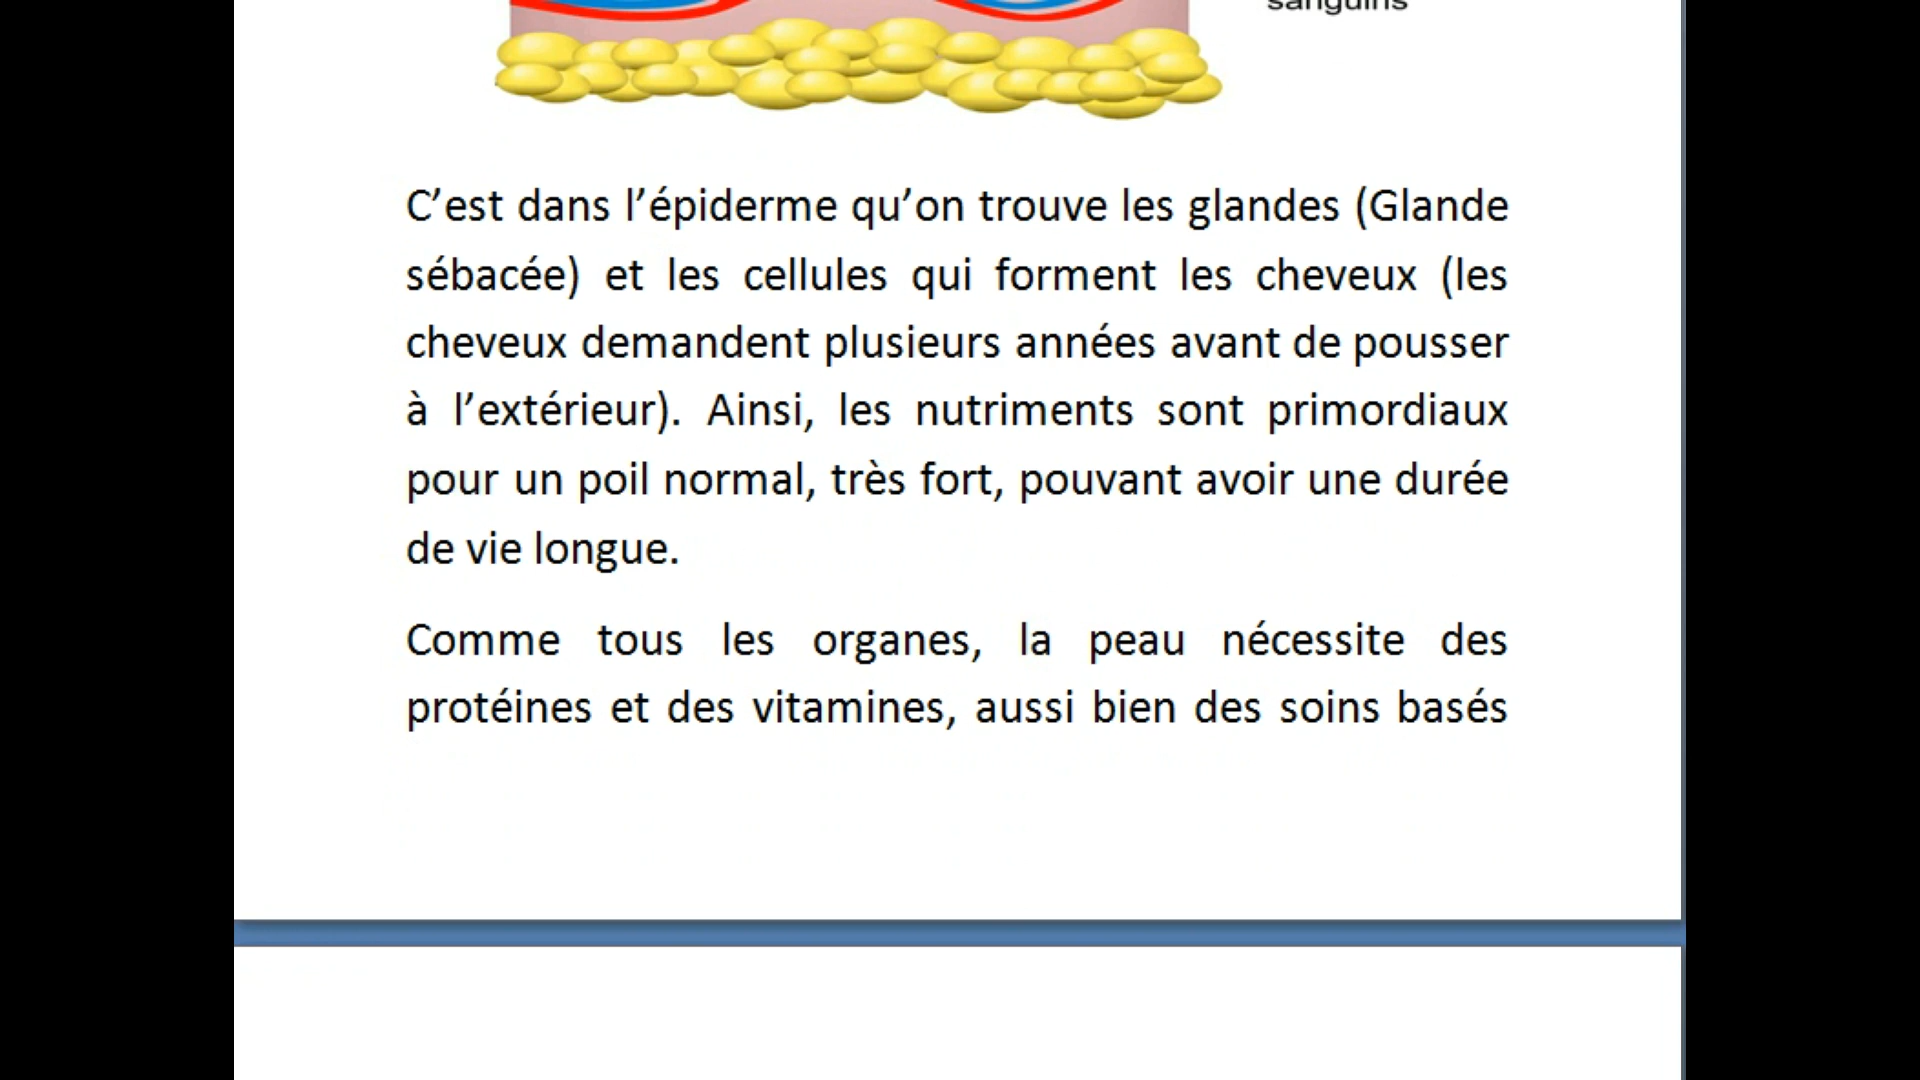 sanguins
C’est dans l’épiderme qu’on trouve les glandes (Glande
sébacée) et les cellules qui forment les cheveux (les
cheveux demandent plusieurs années avant de pousser
à l’extérieur). Ainsi, les nutriments sont primordiaux
pour un poil normal, très fort, pouvant avoir une durée
de vie longue.
Comme tous les organes, la peau nécessite des
protéines et des vitamines, aussi bien des soins basés